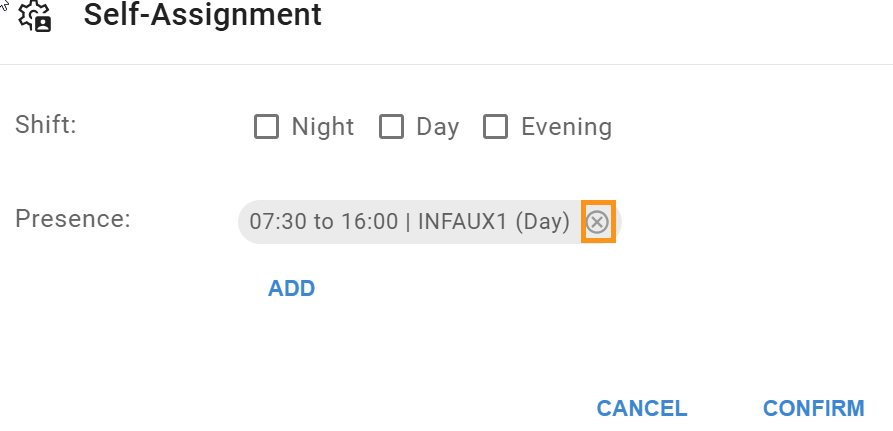 Self-Assignment
Shift: Night Day Evening
Presence: 07:30 to 16:00 | INFAUX1 (Day)
ADD
CANCEL CONFIRM